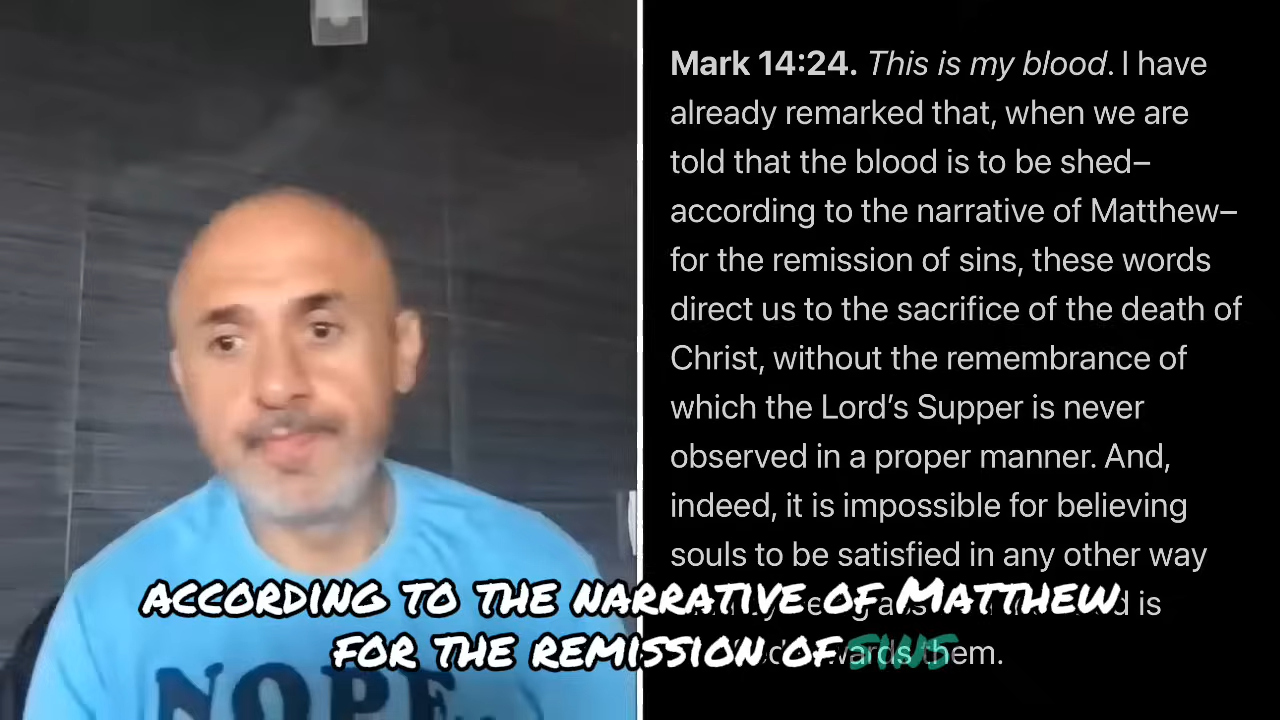 Mark 14:24. This is my blood. I have
already remarked that, when we are
told that the blood is to be shed–
according to the narrative of Matthew–
for the remission of sins, these words
direct us to the sacrifice of the death of
Christ, without the remembrance of
which the Lord's Supper is never
observed in a proper manner. And,
indeed, it is impossible for believing
souls to be satisfied in any other way
is
them.
ACCORDING TO THE NARRATIVE OF MATTHEW
FOR THE REMISSION OF SINS
NOPE.